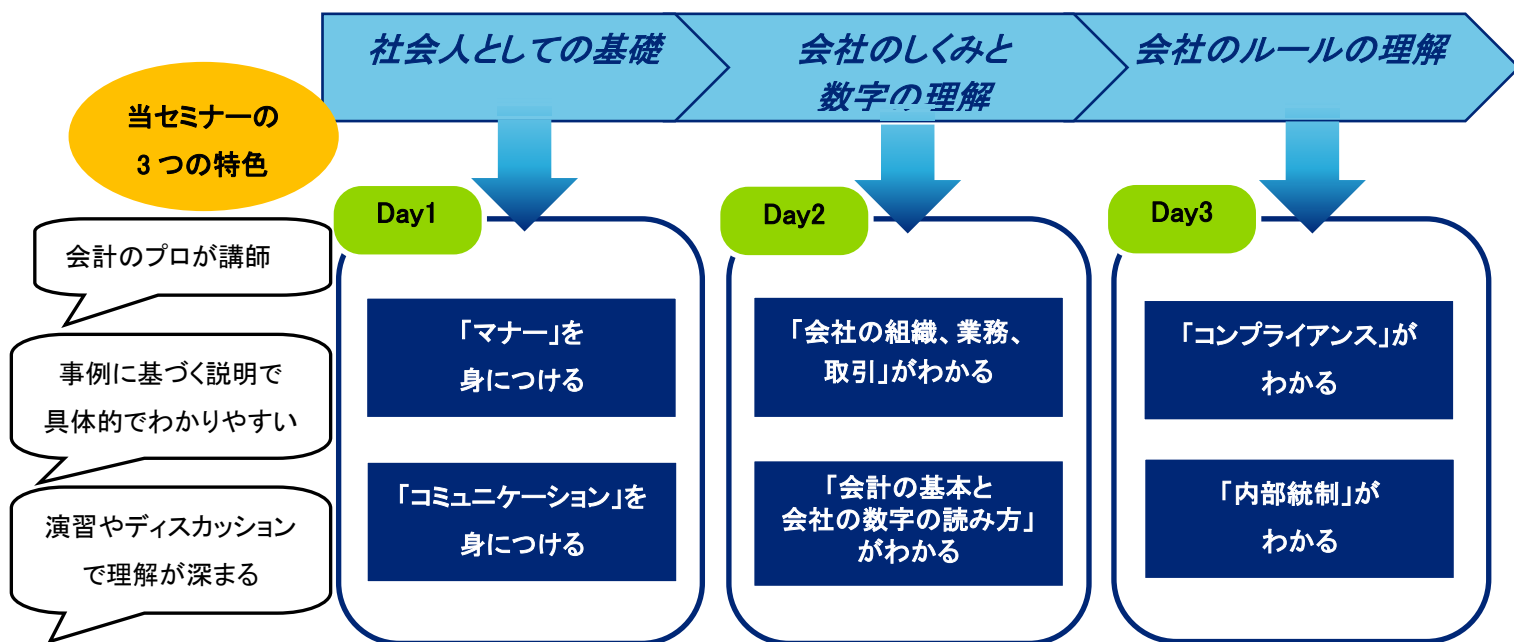 社会人としての基礎
会社のしくみと
数字の理解
会社のルールの理解
当セミナーの
3 つの特色
会計のプロが講師
事例に基づく説明で
具体的でわかりやすい
演習やディスカッション
で理解が深まる
Day1
「マナー」を
身につける
「コミュニケーション」を
身につける
Day2
「会社の組織、業務、
取引」がわかる
「会計の基本と
会社の数字の読み方」
がわかる
Day3
「コンプライアンス」が
わかる
「内部統制」が
わかる